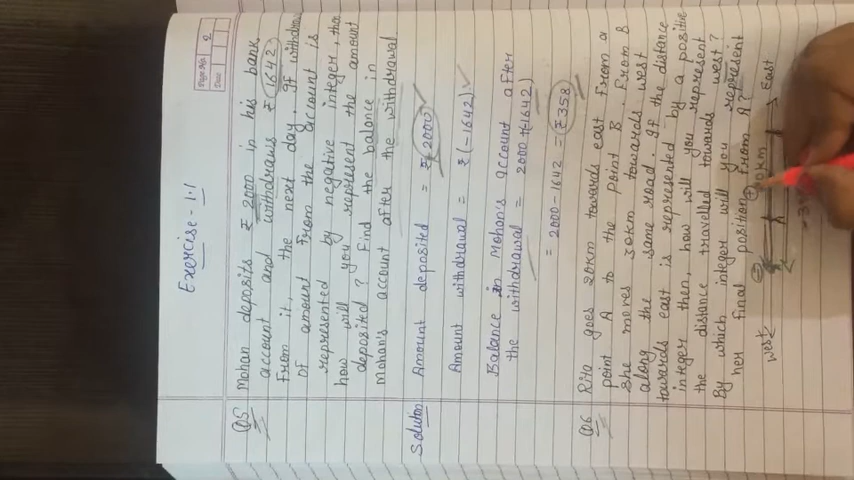 Page No. 2
Date
Exercise - 1.1
Q5 Mohan deposits ₹ 2000 in his bank
account and withdraws ₹ 1642
from it, the next day. If withdra
of amount from the account is
represented by negative integer, then
how will you represent the amount
deposited? Find the balance in
Mohan's account after the withdrawal
Solution Amount deposited = ₹ 2000
Amount withdrawal = ₹ (-1642)
Balance in Mohan's account after
the withdrawal = 2000 + (-1642)
= 2000 - 1642 = ₹ 358
Q6 Rita goes 20km towards east from a
point A to the point B. From B
she moves 30km towards west
along the same road. If the distance
towards east is represented by a positive
integer then, how will you represent
the distance travelled towards west?
By which integer will you represent
her final position from A?
West East